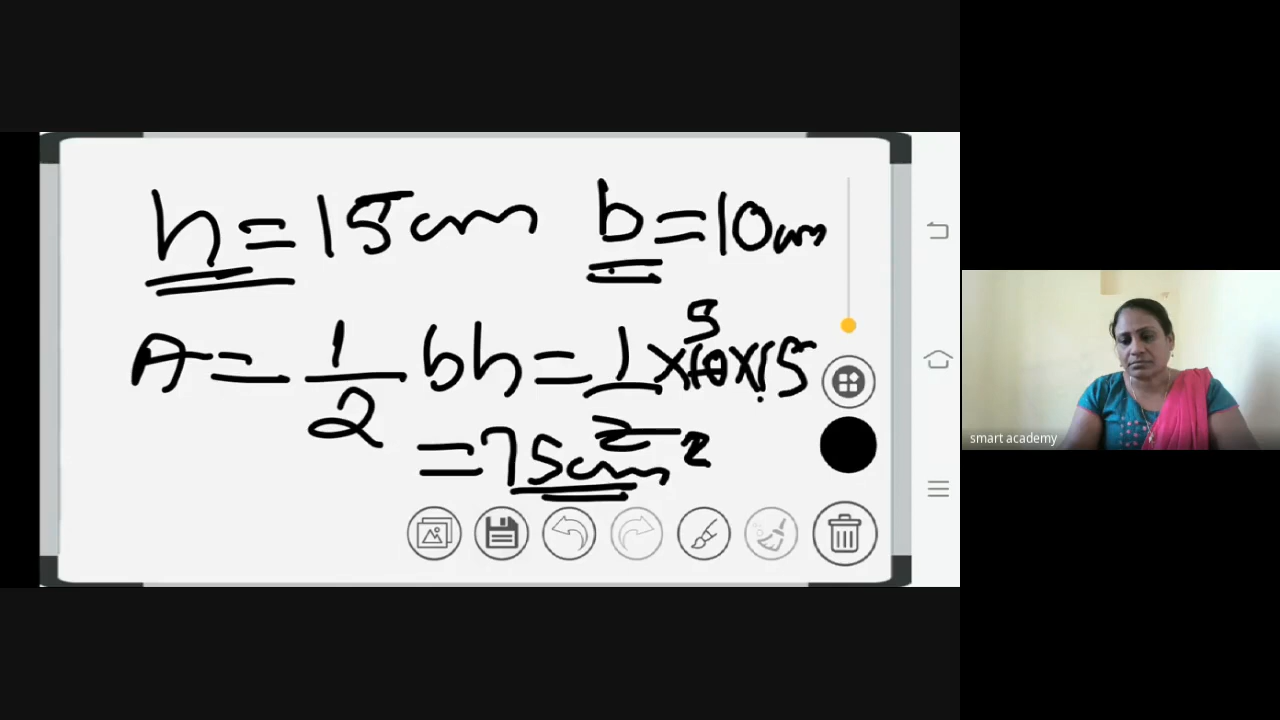 h = 15cm b = 10cm
A = 1/2 bh = 1/2 × 10 5 × 15
= 75cm²
smart academy